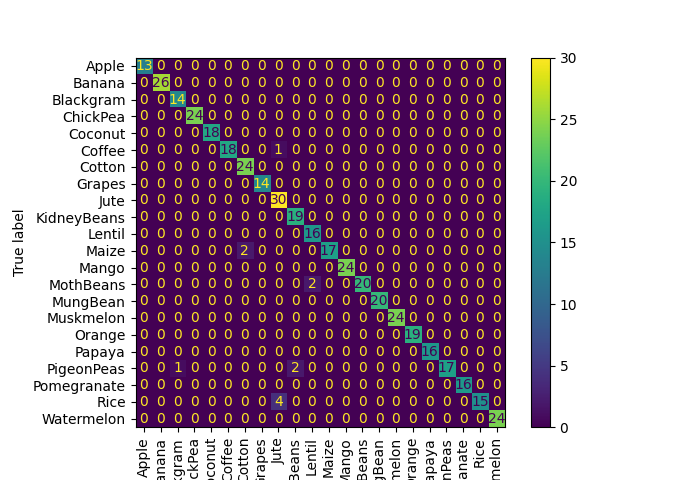 Apple 13 0 0 0 0 0 0 0 0 0 0 0 0 0 0 0 0 0 0 0 0 0
Banana 0 26 0 0 0 0 0 0 0 0 0 0 0 0 0 0 0 0 0 0 0 0
Blackgram 0 0 14 0 0 0 0 0 0 0 0 0 0 0 0 0 0 0 0 0 0 0
ChickPea 0 0 0 24 0 0 0 0 0 0 0 0 0 0 0 0 0 0 0 0 0 0
Coconut 0 0 0 0 18 0 0 0 0 0 0 0 0 0 0 0 0 0 0 0 0 0
Coffee 0 0 0 0 0 18 0 0 1 0 0 0 0 0 0 0 0 0 0 0 0 0
Cotton 0 0 0 0 0 0 24 0 0 0 0 0 0 0 0 0 0 0 0 0 0 0
Grapes 0 0 0 0 0 0 0 14 0 0 0 0 0 0 0 0 0 0 0 0 0 0
Jute 0 0 0 0 0 0 0 0 30 0 0 0 0 0 0 0 0 0 0 0 0 0
KidneyBeans 0 0 0 0 0 0 0 0 0 19 0 0 0 0 0 0 0 0 0 0 0 0
Lentil 0 0 0 0 0 0 0 0 0 0 16 0 0 0 0 0 0 0 0 0 0 0
Maize 0 0 0 0 0 0 2 0 0 0 0 17 0 0 0 0 0 0 0 0 0 0
Mango 0 0 0 0 0 0 0 0 0 0 0 0 24 0 0 0 0 0 0 0 0 0
MothBeans 0 0 0 0 0 0 0 0 0 0 2 0 0 20 0 0 0 0 0 0 0 0
MungBean 0 0 0 0 0 0 0 0 0 0 0 0 0 0 20 0 0 0 0 0 0 0
Muskmelon 0 0 0 0 0 0 0 0 0 0 0 0 0 0 0 24 0 0 0 0 0 0
Orange 0 0 0 0 0 0 0 0 0 0 0 0 0 0 0 0 19 0 0 0 0 0
Papaya 0 0 0 0 0 0 0 0 0 0 0 0 0 0 0 0 0 16 0 0 0 0
PigeonPeas 0 0 1 0 0 0 0 0 0 2 0 0 0 0 0 0 0 0 17 0 0 0
Pomegranate 0 0 0 0 0 0 0 0 0 0 0 0 0 0 0 0 0 0 0 16 0 0
Rice 0 0 0 0 0 0 0 0 4 0 0 0 0 0 0 0 0 0 0 0 15 0
Watermelon 0 0 0 0 0 0 0 0 0 0 0 0 0 0 0 0 0 0 0 0 0 24
True label
Apple
anana
kgram
ckPea
oconut
Coffee
Cotton
Grapes
Jute
Beans
Lentil
Maize
Mango
Beans
gBean
melon
range
apaya
nPeas
anate
Rice
melon
30
25
20
15
10
5
0